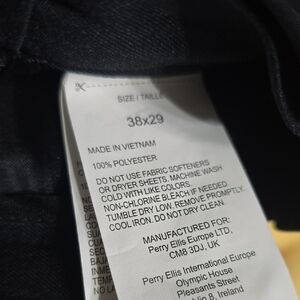 SIZE / TAILLE
38x29
MADE IN VIETNAM
100% POLYESTER
DO NOT USE FABRIC SOFTENERS
OR DRYER SHEETS. MACHINE WASH
COLD WITH LIKE COLORS.
NON-CHLORINE BLEACH IF NEEDED.
TUMBLE DRY LOW. REMOVE PROMPTLY.
COOL IRON. DO NOT DRY CLEAN.
MANUFACTURED FOR:
Perry Ellis Europe LTD,
CM8 3DJ, UK
Perry Ellis International Europe
Olympic House
Pleasants Street
8, Ireland